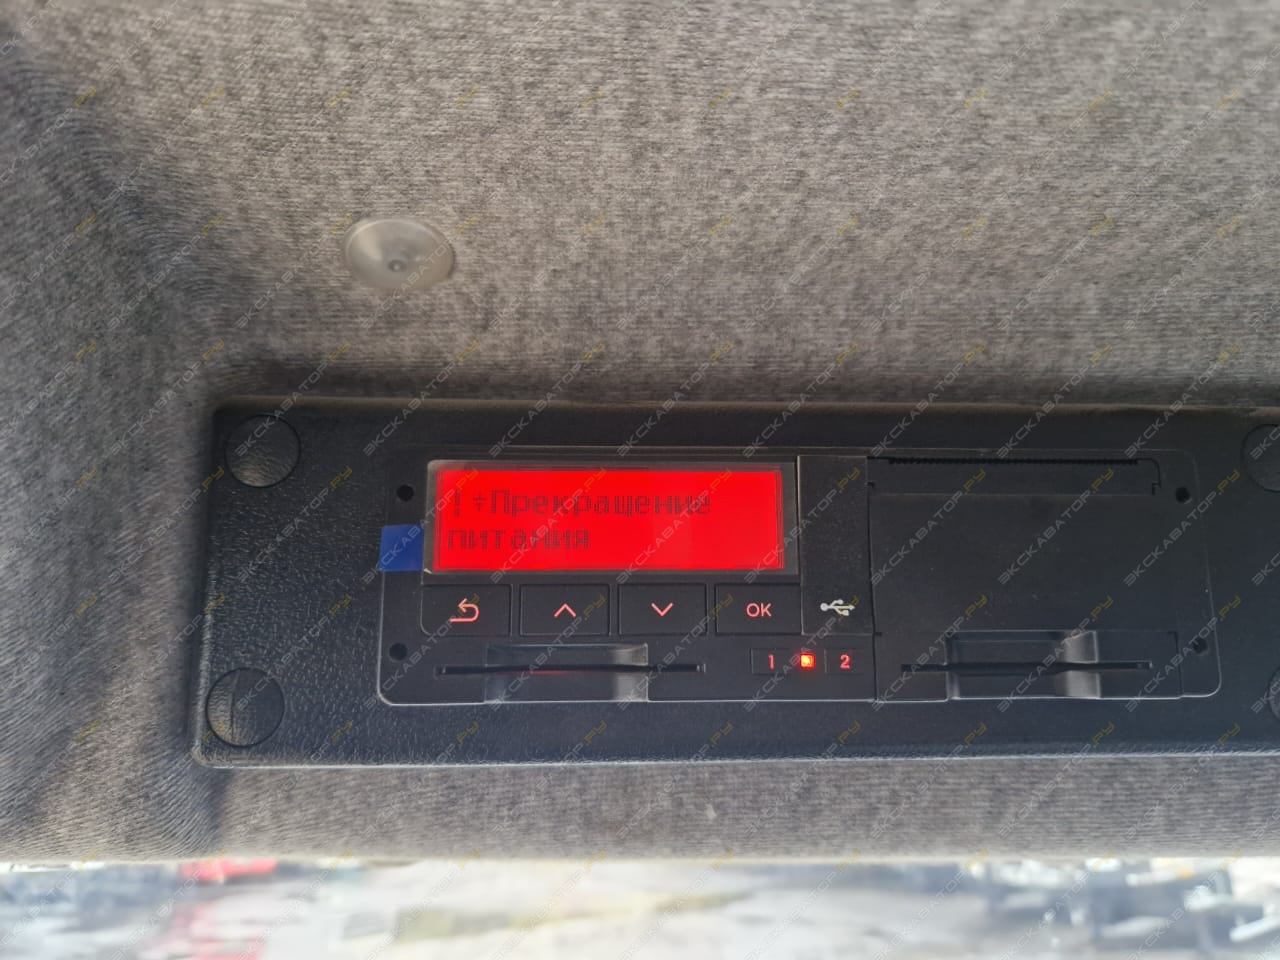 ! ÷Прекращение
питания
OK
1 2
ЭКСКАВАТОР.РУ